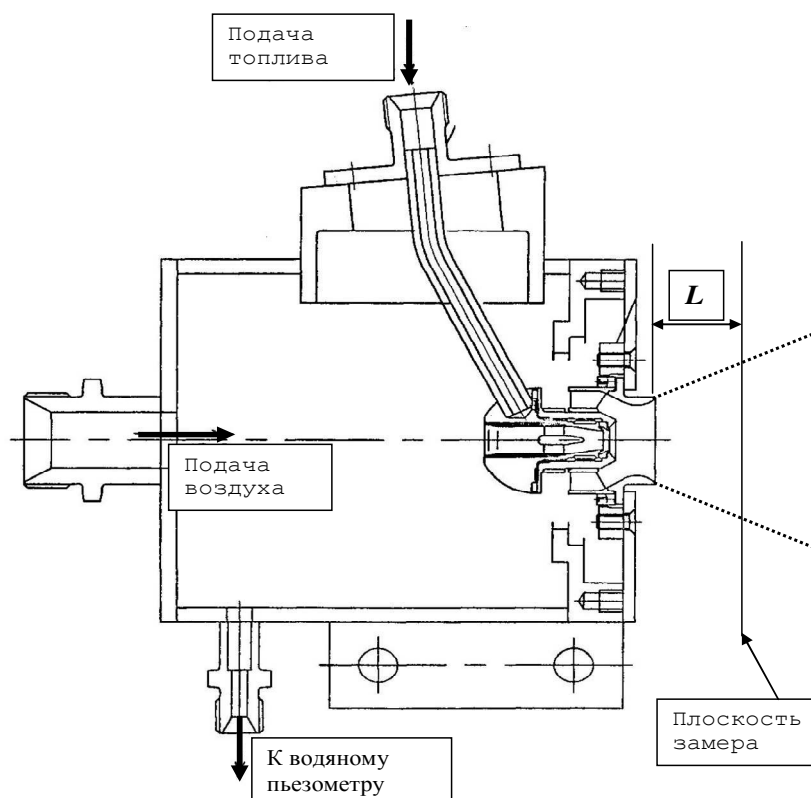 Подача
топлива
L
Подача
воздуха
Плоскость
замера
К водяному
пьезометру